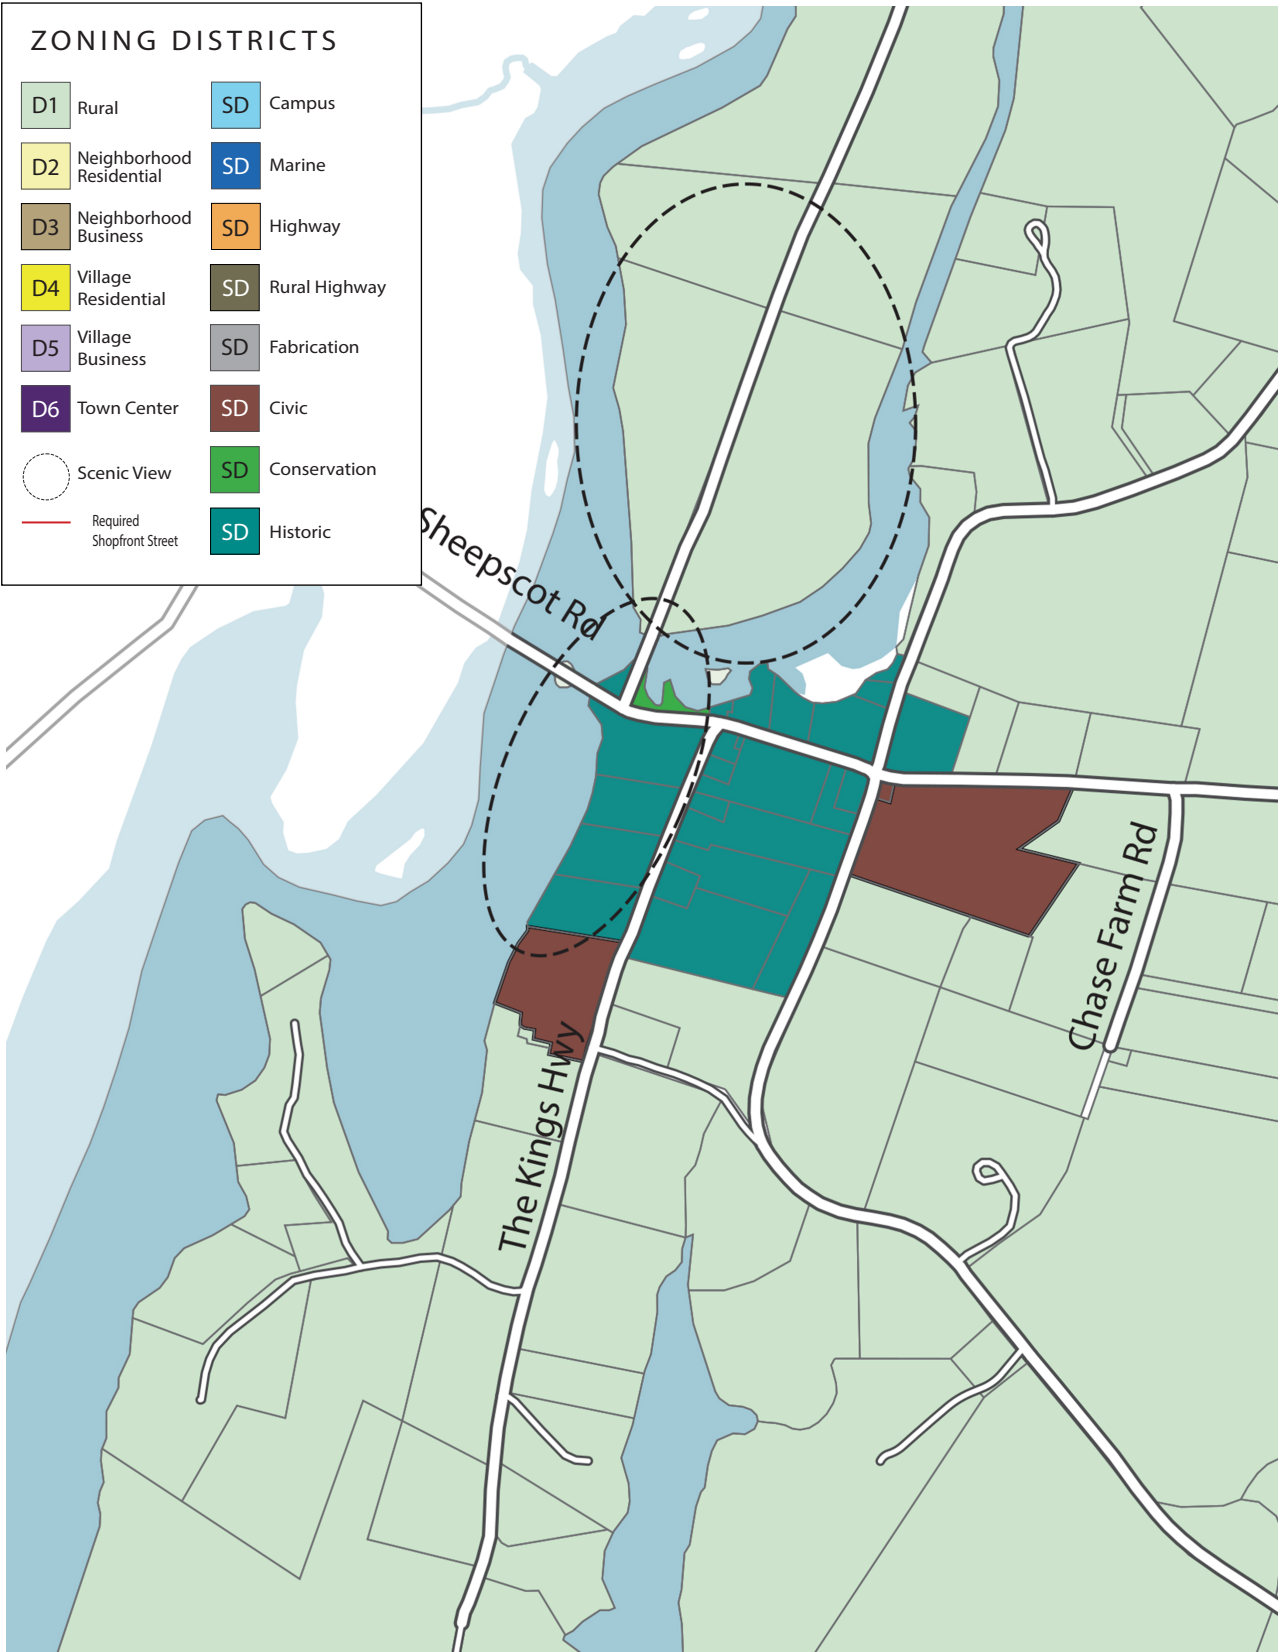 ZONING DISTRICTS
D1 Rural
D2 Neighborhood
Residential
D3 Neighborhood
Business
D4 Village
Residential
D5 Village
Business
D6 Town Center
Scenic View
Required
Shopfront Street
SD Campus
SD Marine
SD Highway
SD Rural Highway
SD Fabrication
SD Civic
SD Conservation
SD Historic
Sheepscot Rd
Chase Farm Rd
The Kings Hwy